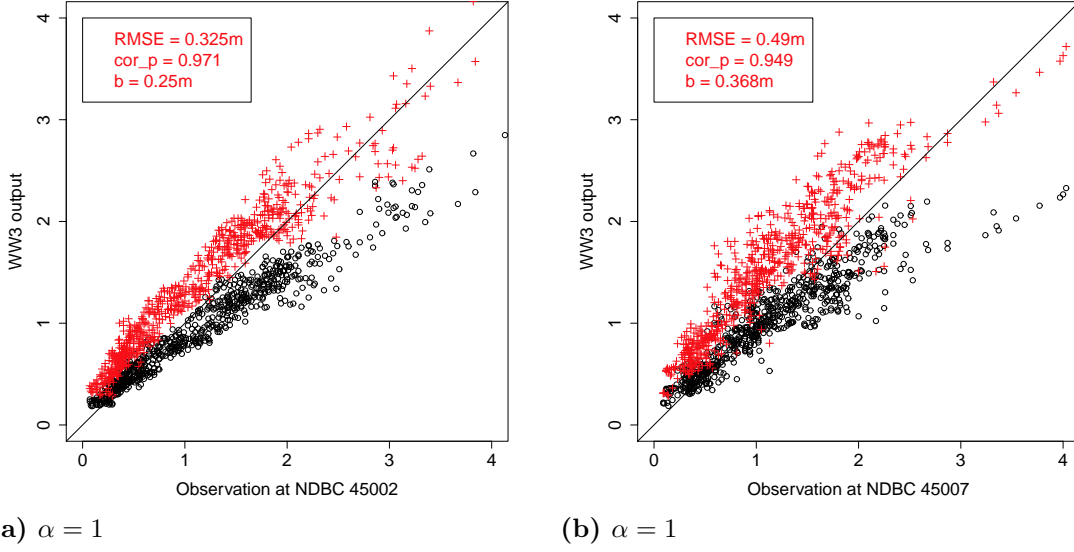 RMSE = 0.325m
cor_p = 0.971
b = 0.25m
WW3 output
4
3
2
1
0
0 1 2 3 4
Observation at NDBC 45002
a) α = 1
RMSE = 0.49m
cor_p = 0.949
b = 0.368m
WW3 output
4
3
2
1
0
0 1 2 3 4
Observation at NDBC 45007
(b) α = 1